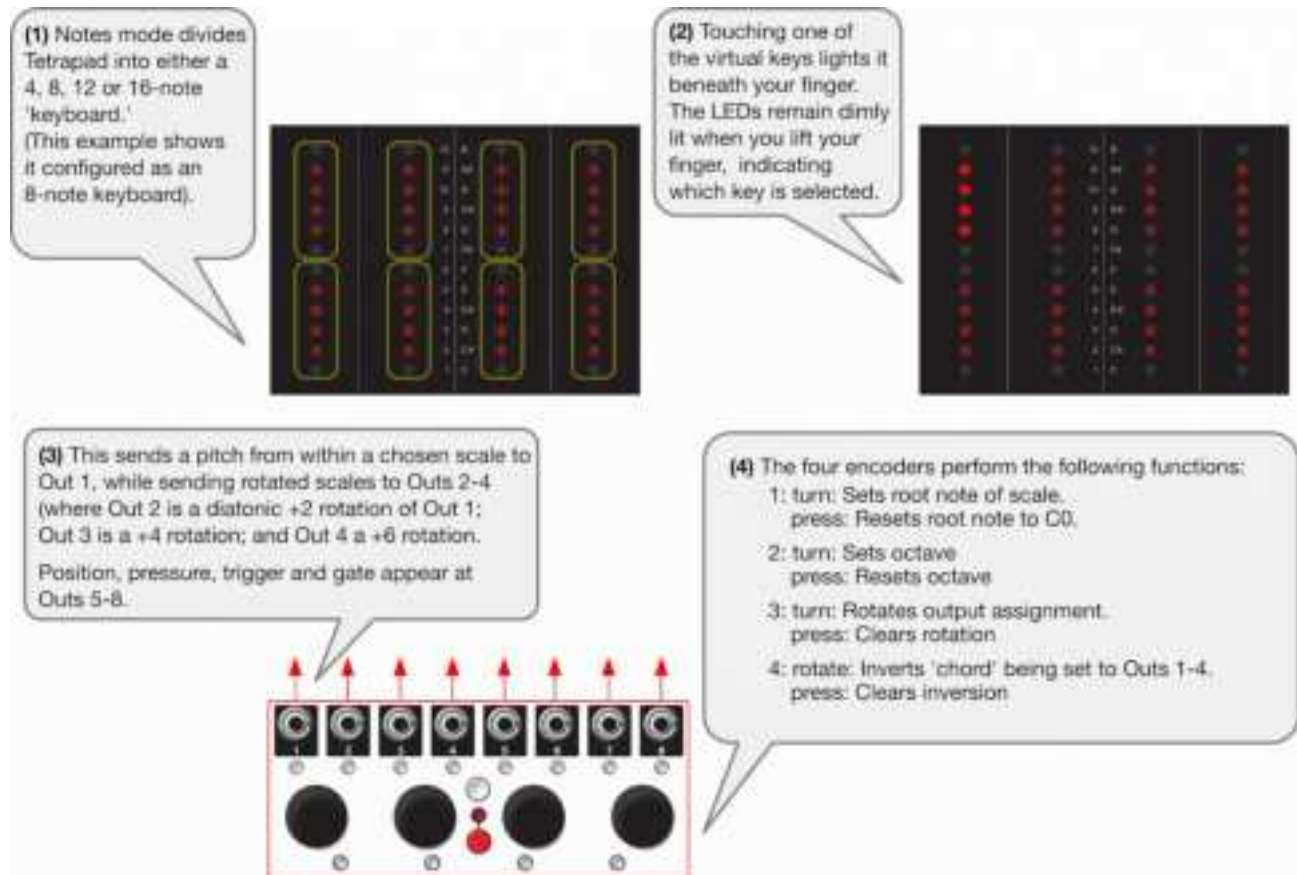 (1) Notes mode divides
Tetrapad into either a
4, 8, 12 or 16-note
'keyboard.'
(This example shows
it configured as an
8-note keyboard).
(2) Touching one of
the virtual keys lights it
beneath your finger.
The LEDs remain dimly
lit when you lift your
finger, indicating
which key is selected.
(3) This sends a pitch from within a chosen scale to
Out 1, while sending rotated scales to Outs 2-4
(where Out 2 is a diatonic +2 rotation of Out 1;
Out 3 is a +4 rotation; and Out 4 a +6 rotation.
Position, pressure, trigger and gate appear at
Outs 5-8.
(4) The four encoders perform the following functions:
1: turn: Sets root note of scale.
press: Resets root note to C0.
2: turn: Sets octave
press: Resets octave
3: turn: Rotates output assignment.
press: Clears rotation
4: rotate: Inverts 'chord' being set to Outs 1-4.
press: Clears inversion
1 2 3 4 5 6 7 8